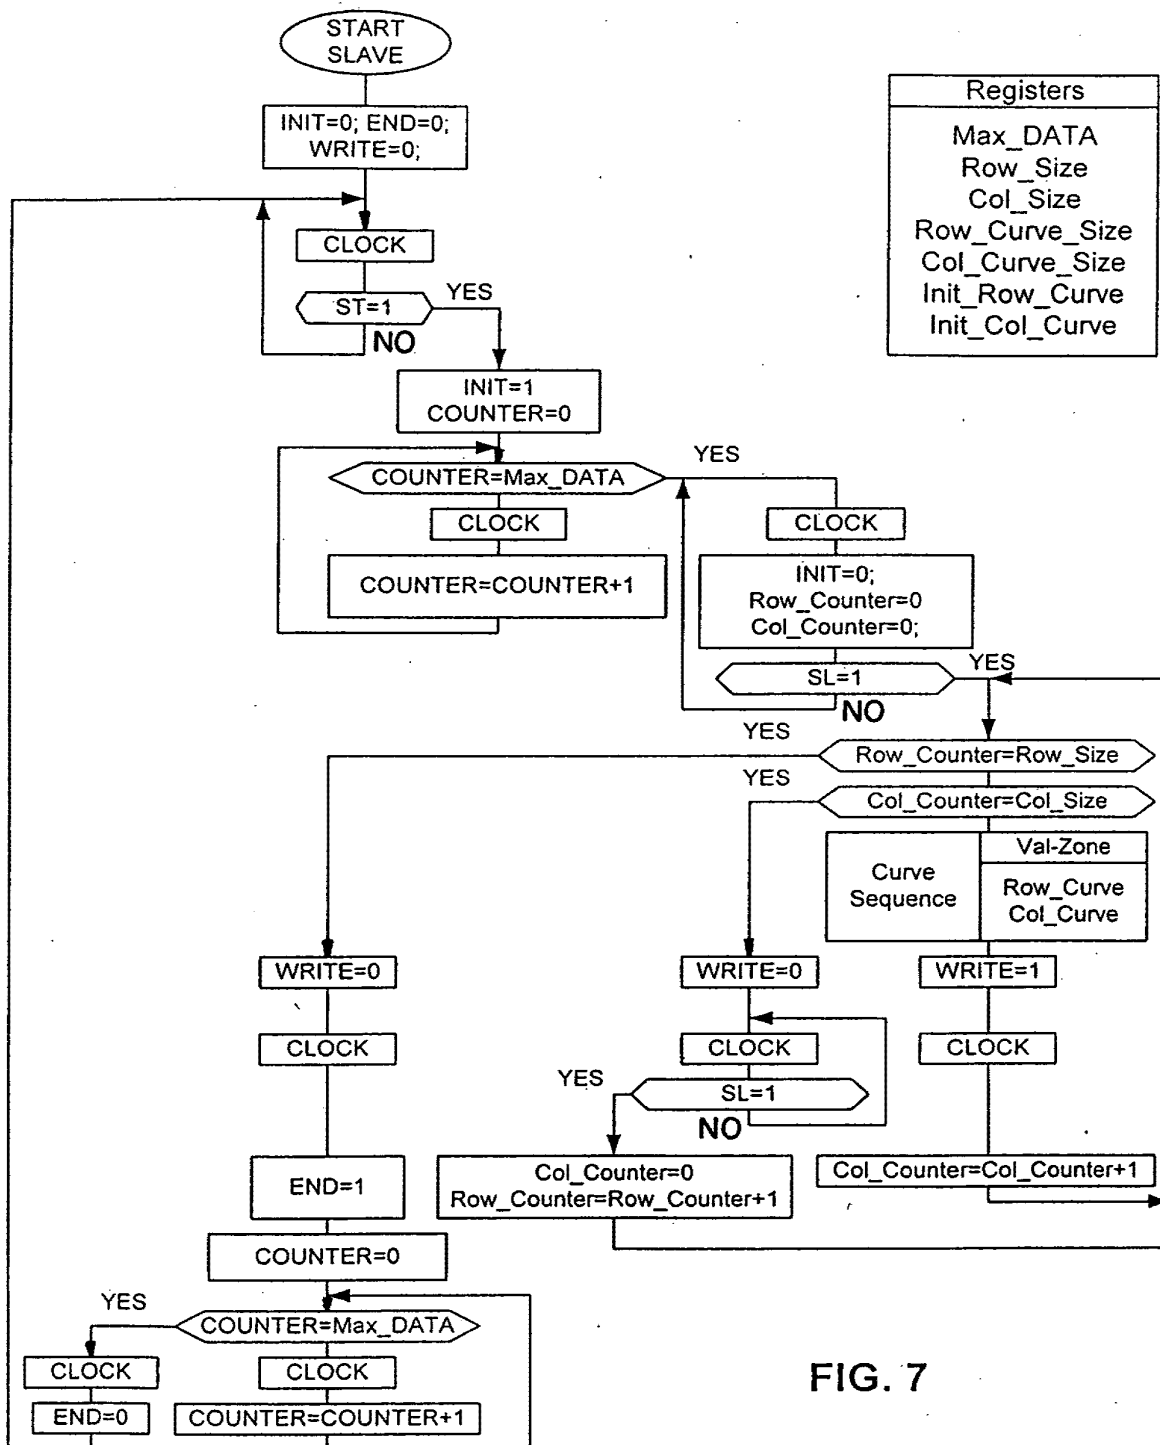 START
SLAVE
INIT=0; END=0;
WRITE=0;
Registers
Max_DATA
Row_Size
Col_Size
Row_Curve_Size
Col_Curve_Size
Init_Row_Curve
Init_Col_Curve
CLOCK
ST=1
YES
NO
INIT=1
COUNTER=0
COUNTER=Max_DATA
YES
CLOCK
COUNTER=COUNTER+1
CLOCK
INIT=0;
Row_Counter=0
Col_Counter=0;
SL=1
YES
NO
YES
Row_Counter=Row_Size
YES
Col_Counter=Col_Size
Curve
Sequence
Val-Zone
Row_Curve
Col_Curve
WRITE=0
WRITE=0
WRITE=1
CLOCK
CLOCK
CLOCK
YES
SL=1
NO
END=1
Col_Counter=0
Row_Counter=Row_Counter+1
Col_Counter=Col_Counter+1
COUNTER=0
YES
COUNTER=Max_DATA
CLOCK
CLOCK
END=0
COUNTER=COUNTER+1
FIG. 7